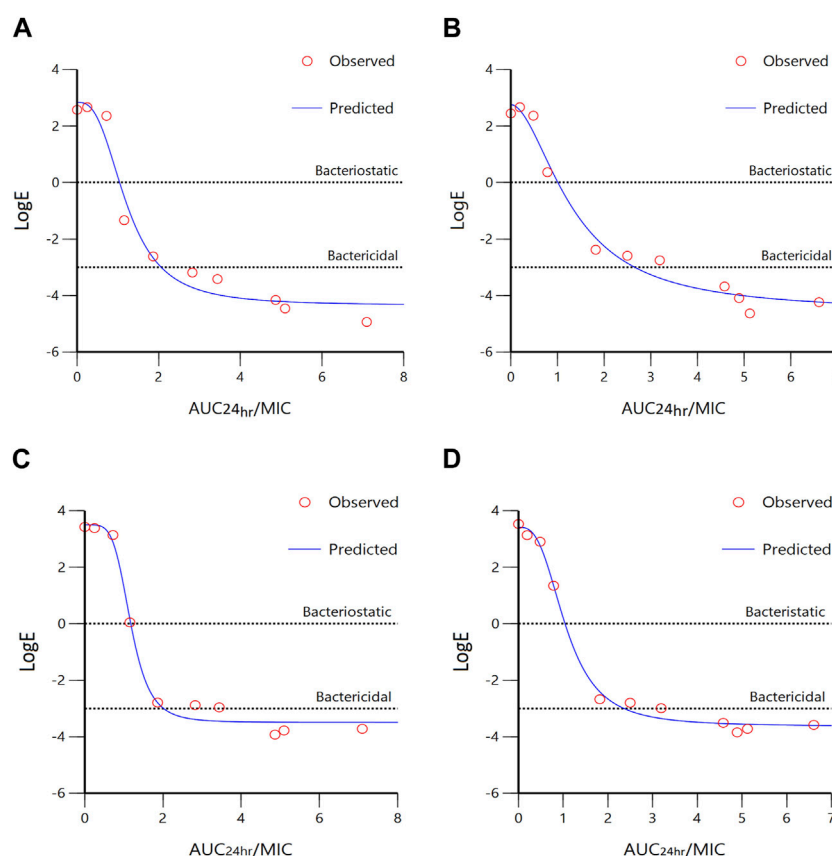 A
Observed
Predicted
4
2
0
-2
-4
-6
LogE
Bacteriostatic
Bactericidal
0 2 4 6 8
AUC24hr/MIC
B
Observed
Predicted
4
2
0
-2
-4
-6
LogE
Bacteriostatic
Bactericidal
0 1 2 3 4 5 6
AUC24hr/MIC
C
Observed
Predicted
4
2
0
-2
-4
-6
LogE
Bacteriostatic
Bactericidal
0 2 4 6 8
AUC24hr/MIC
D
Observed
Predicted
4
2
0
-2
-4
-6
LogE
Bacteristatic
Bactericidal
0 1 2 3 4 5 6 7
AUC24hr/MIC